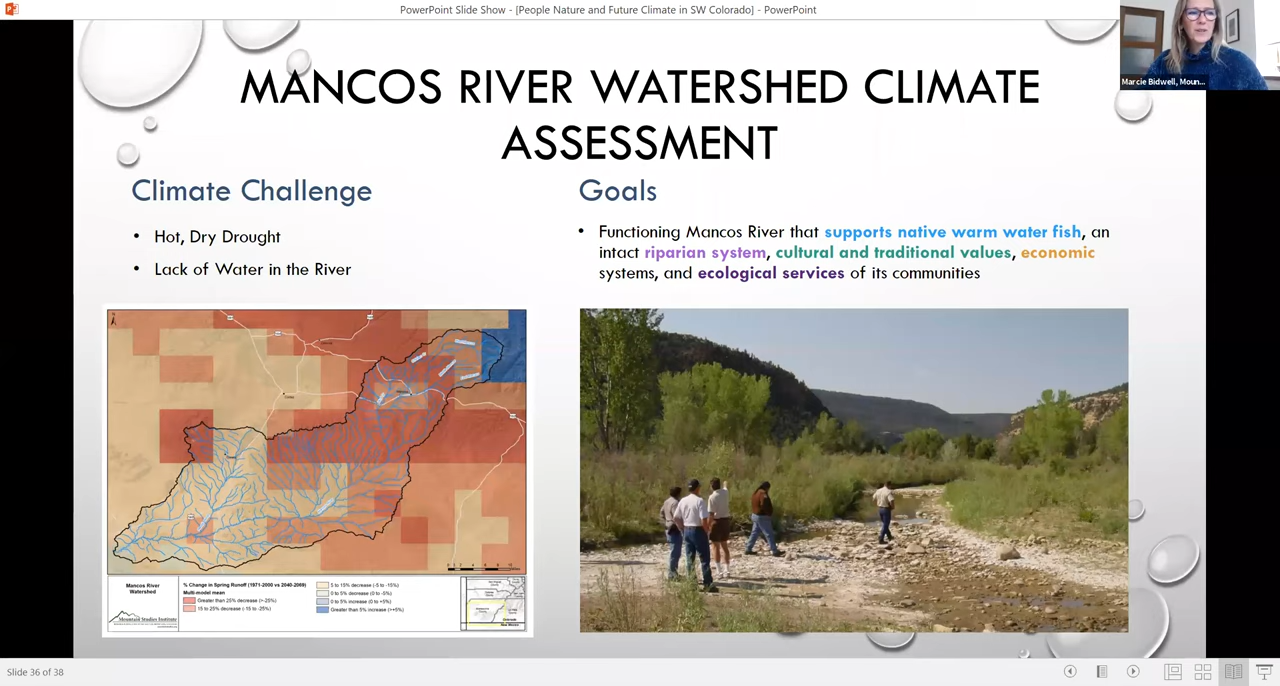 PowerPoint Slide Show - [People Nature and Future Climate in SW Colorado] - PowerPoint
Marcie Bidwell, Moun...
MANCOS RIVER WATERSHED CLIMATE
ASSESSMENT
Climate Challenge
• Hot, Dry Drought
• Lack of Water in the River
Goals
• Functioning Mancos River that supports native warm water fish, an
intact riparian system, cultural and traditional values, economic
systems, and ecological services of its communities
Mancos River
Watershed
Mountain Studies Institute
% Change in Spring Runoff (1971-2000 vs 2040-2069)
Multi-model mean
Greater than 25% decrease (>-25%)
15 to 25% decrease (-15 to -25%)
5 to 15% decrease (-5 to -15%)
0 to 5% decrease (0 to -5%)
0 to 5% increase (0 to +5%)
Greater than 5% increase (>+5%)
Slide 36 of 38